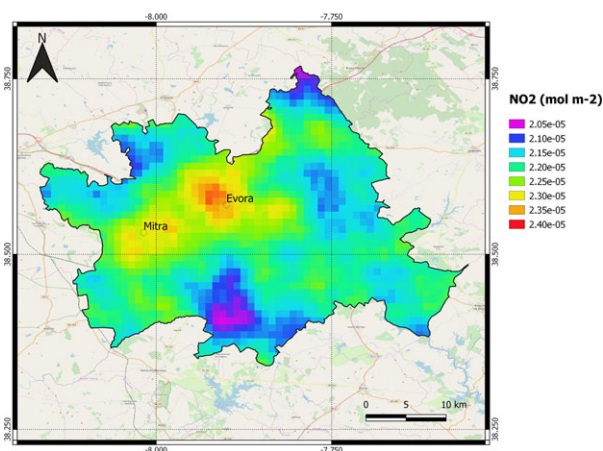 -8.000 -7.750
N
38.750 38.750
NO2 (mol m-2)
2.05e-05
2.10e-05
2.15e-05
2.20e-05
2.25e-05
2.30e-05
2.35e-05
2.40e-05
Evora
Mitra
38.500 38.500
0 5 10 km
38.250 38.250
-8.000 -7.750